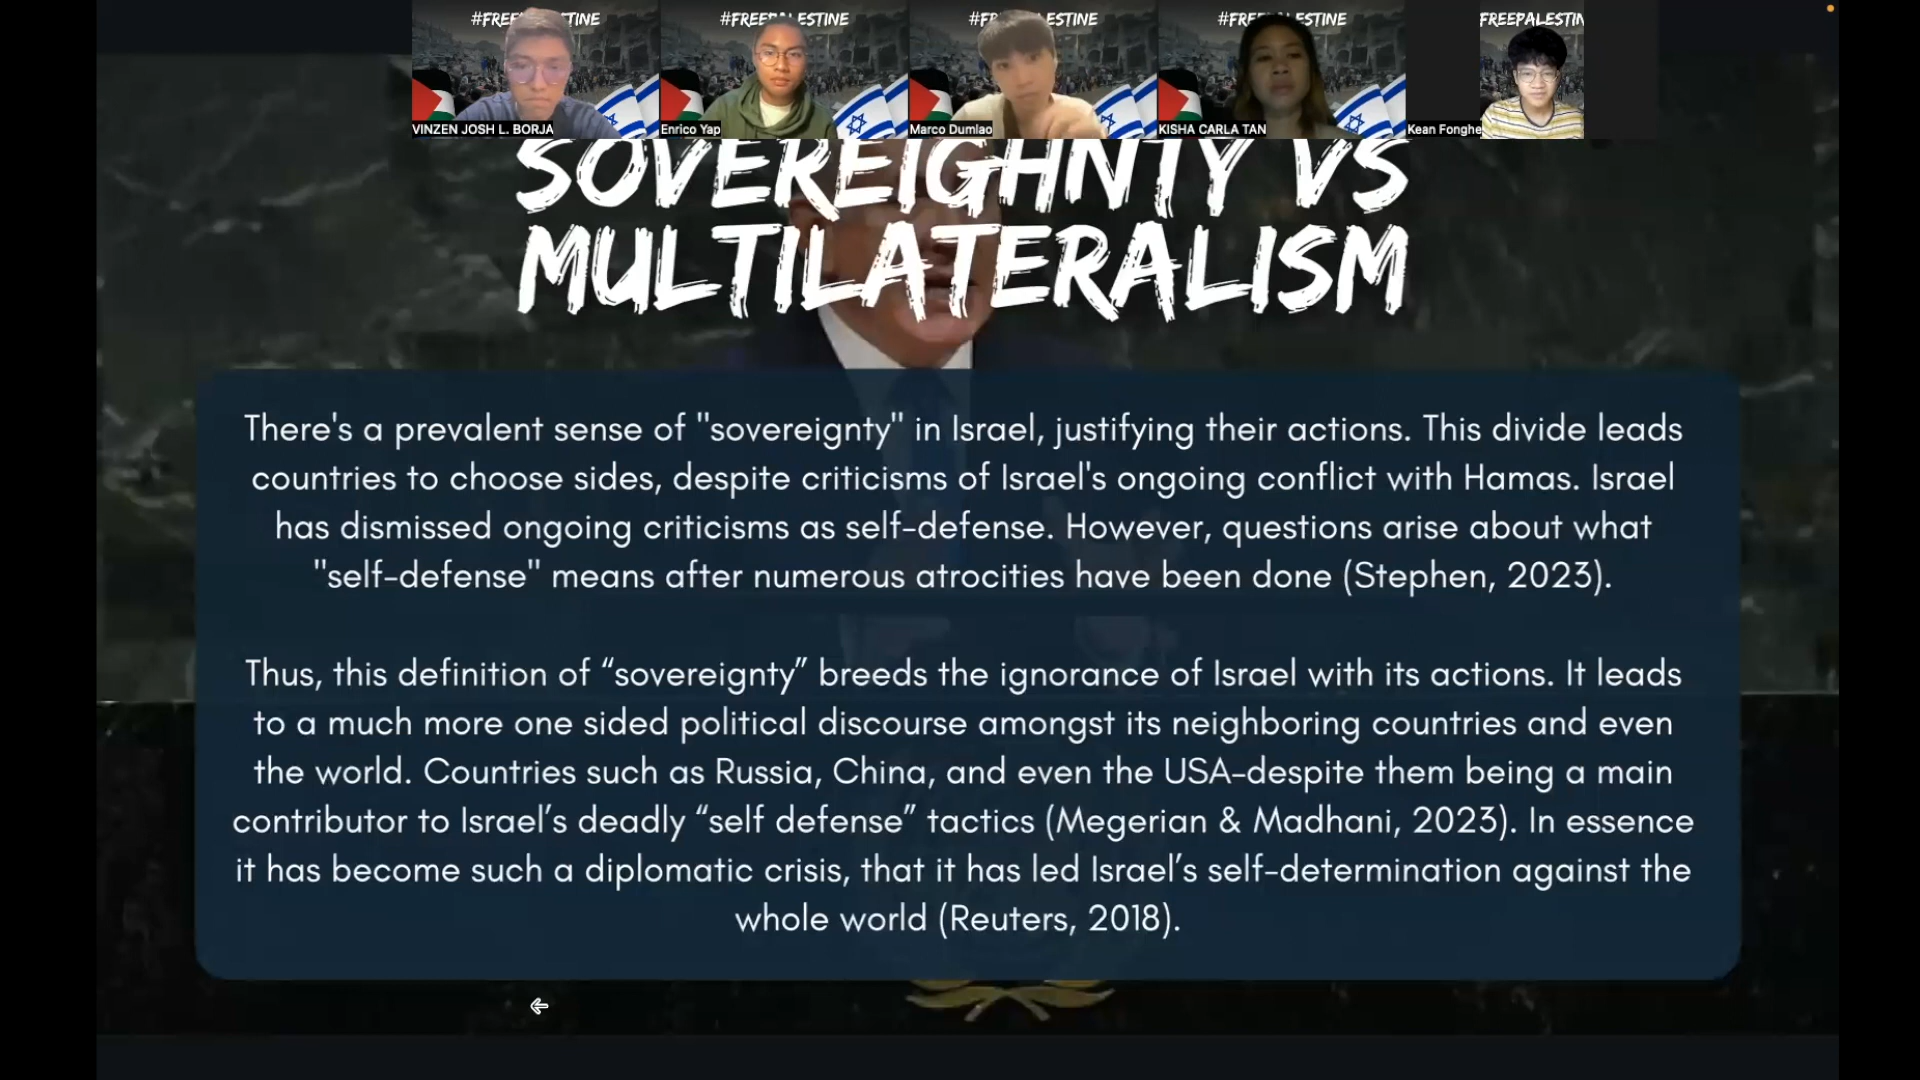 #FREE   ESTINE
#FREEPALESTINE
#FR   ESTINE
#FREEPALESTINE
FREEPALESTIN
VINZEN JOSH L. BORJA
Enrico Yap
Marco Dumlao
KISHA CARLA TAN
Kean Fonghe
SOVEREIGHNTY VS
MULTILATERALISM
There's a prevalent sense of "sovereignty" in Israel, justifying their actions. This divide leads
countries to choose sides, despite criticisms of Israel's ongoing conflict with Hamas. Israel
has dismissed ongoing criticisms as self-defense. However, questions arise about what
"self-defense" means after numerous atrocities have been done (Stephen, 2023).
Thus, this definition of “sovereignty” breeds the ignorance of Israel with its actions. It leads
to a much more one sided political discourse amongst its neighboring countries and even
the world. Countries such as Russia, China, and even the USA-despite them being a main
contributor to Israel’s deadly “self defense” tactics (Megerian & Madhani, 2023). In essence
it has become such a diplomatic crisis, that it has led Israel’s self-determination against the
whole world (Reuters, 2018).